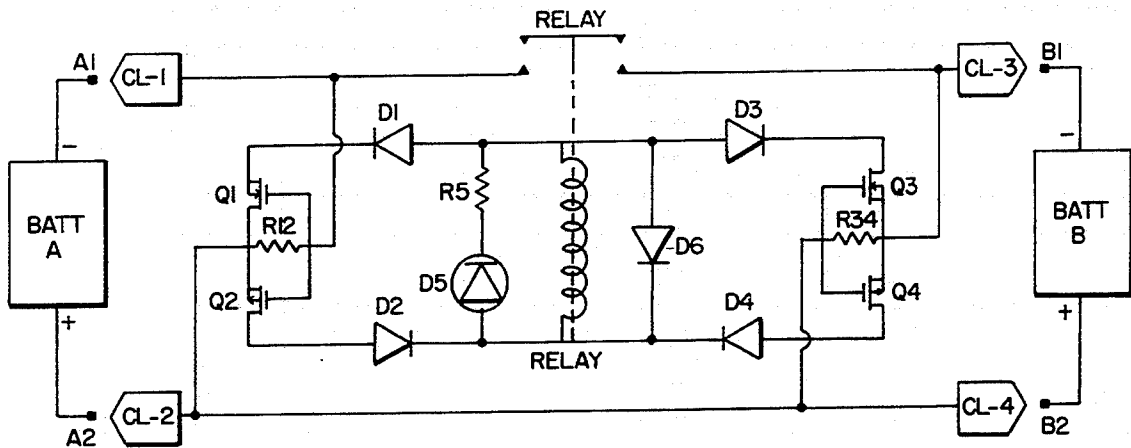 RELAY
A1
CL-1
CL-3
B1
D1
D3
-
-
Q1
R5
Q3
BATT
A
R12
R34
BATT
B
D6
Q2
D5
Q4
+
D2
D4
+
RELAY
CL-2
CL-4
A2
B2